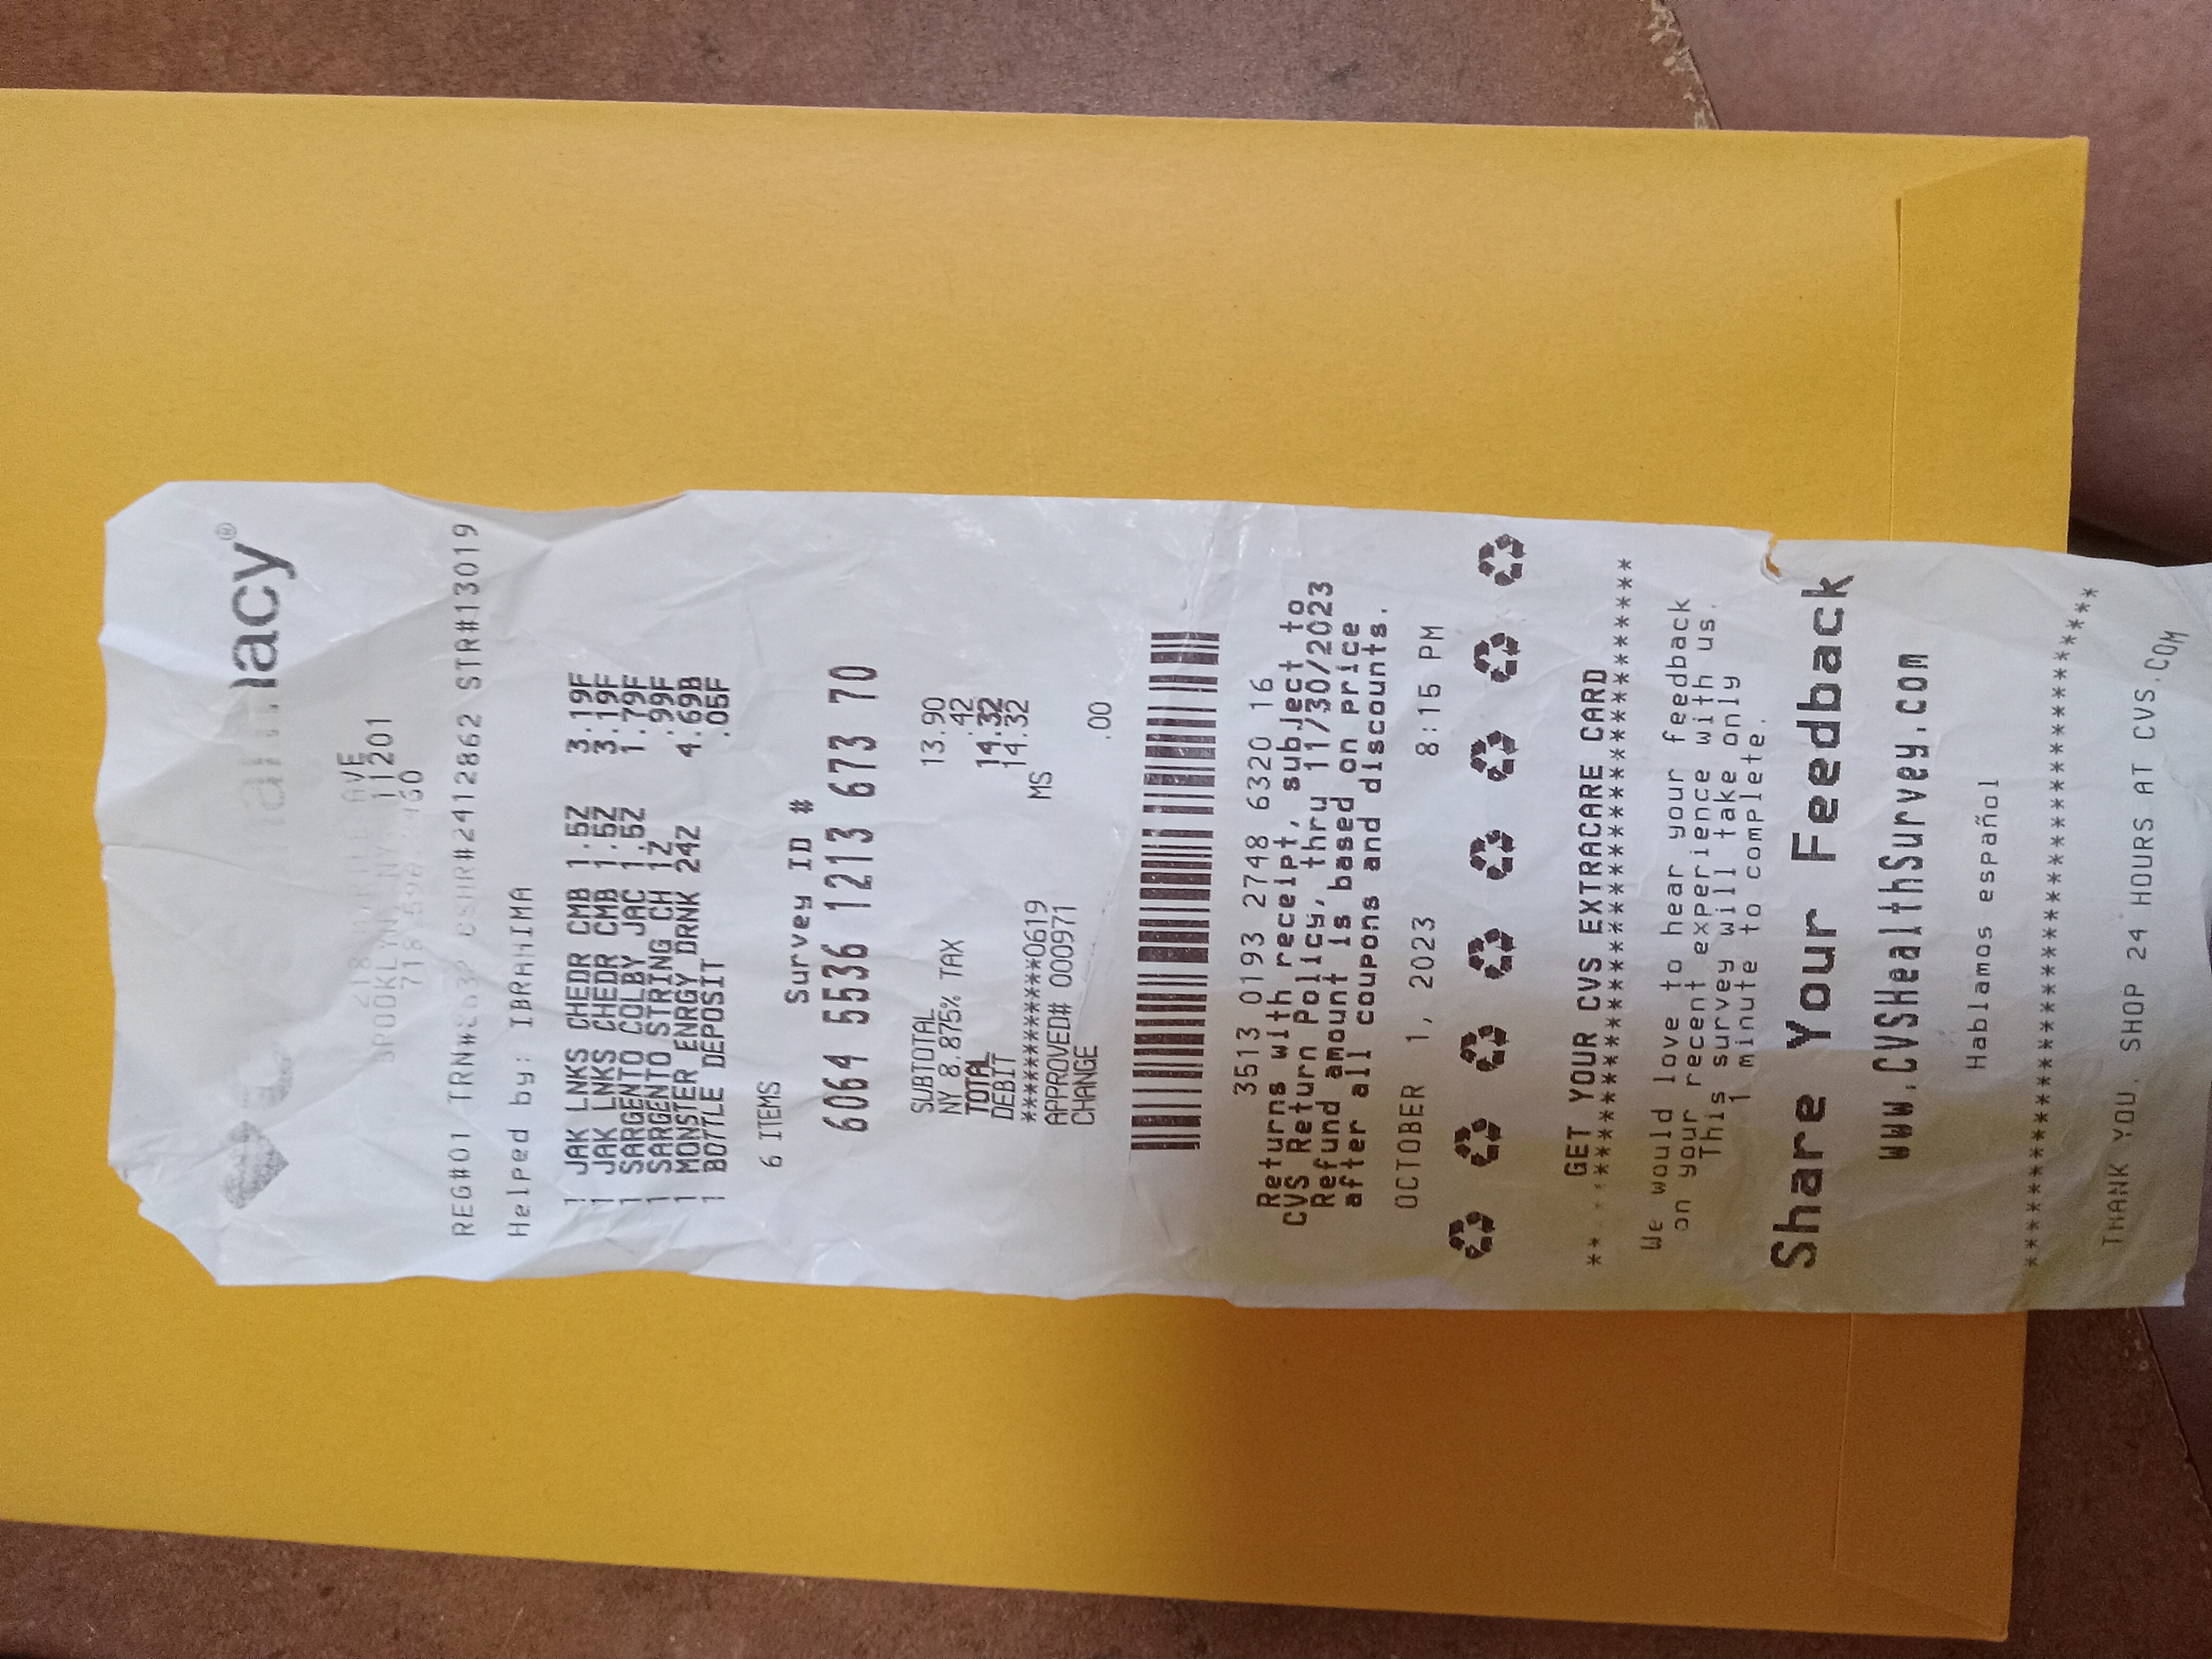 REG#01 CSHR#2412862 STR#13019
Helped by: IBRAHIMA
1 JAK LNKS CHEDR CMB 1.5Z 3.19F
1 JAK LNKS CHEDR CMB 1.5Z 3.19F
1 SARGENTO COLBY JAC 1.5Z 1.79F
1 SARGENTO STRING CH 1Z .99F
1 MONSTER ENRGY DRNK 24Z 4.69B
1 BOTTLE DEPOSIT .05F
6 ITEMS
Survey ID #
6064 5536 1213 673 70
SUBTOTAL 13.90
NY 8.875% TAX .42
TOTAL 14.32
DEBIT 14.32
************0619 MS
APPROVED# 000971
CHANGE .00
3513 0193 2748 6320 16
Returns with receipt, subject to
CVS Return Policy, thru 11/30/2023
Refund amount is based on price
after all coupons and discounts.
OCTOBER 1, 2023 8:15 PM
GET YOUR CVS EXTRACARE CARD
We would love to hear your feedback
on your recent experience with us.
This survey will take only
1 minute to complete.
Share Your Feedback
www.CVSHealthSurvey.com
Hablamos español
THANK YOU. SHOP 24 HOURS AT CVS.COM